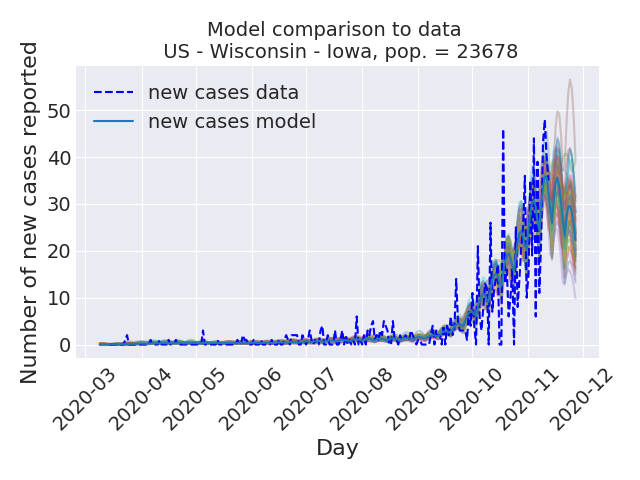 Model comparison to data
US - Wisconsin - Iowa, pop. = 23678
Number of new cases reported
50
40
30
20
10
0
new cases data
new cases model
2020-03
2020-04
2020-05
2020-06
2020-07
2020-08
2020-09
2020-10
2020-11
2020-12
Day